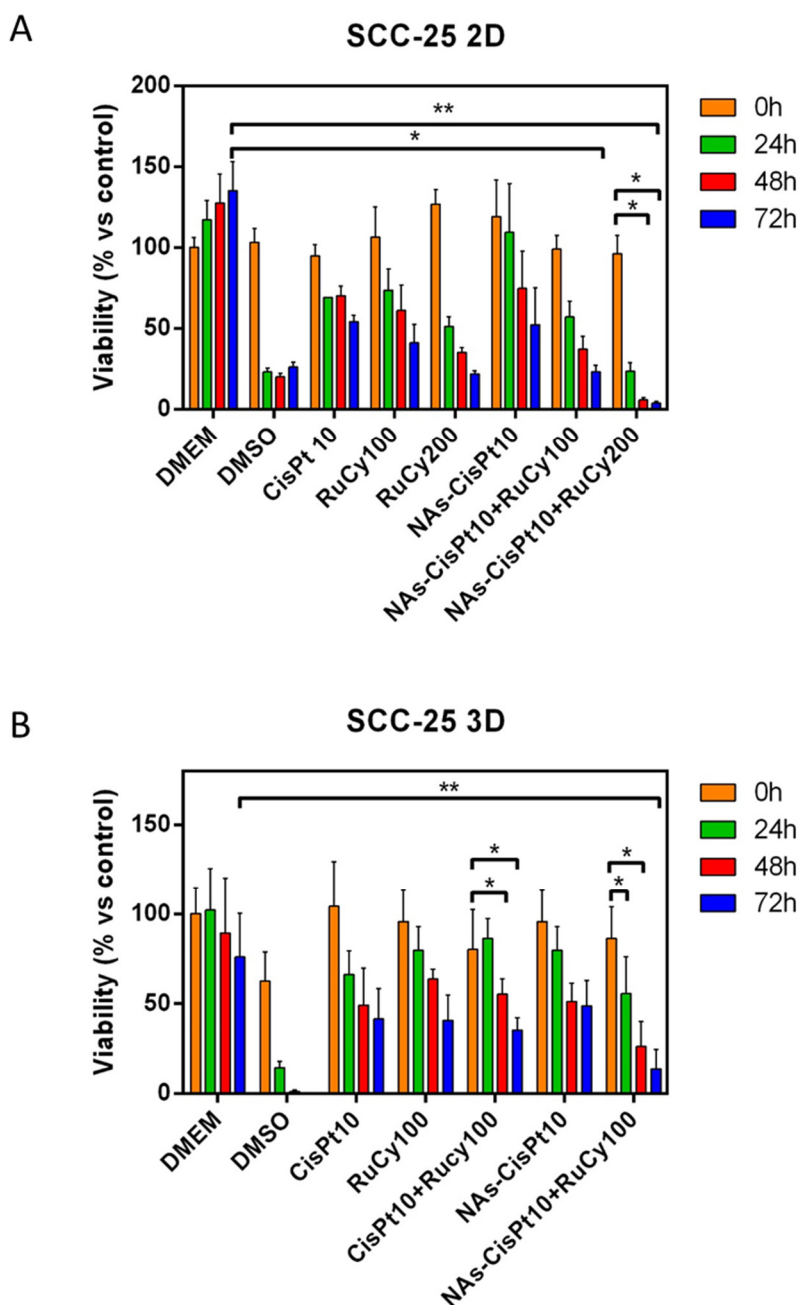 A
SCC-25 2D
Viability (% vs control)
200
150
100
50
0
**
*
*
*
0h
24h
48h
72h
DMEM
DMSO
CisPt 10
RuCy100
RuCy200
NAs-CisPt10
NAs-CisPt10+RuCy100
NAs-CisPt10+RuCy200
B
SCC-25 3D
Viability (% vs control)
150
100
50
0
**
*
*
*
*
0h
24h
48h
72h
DMEM
DMSO
CisPt10
RuCy100
CisPt10+Rucy100
NAs-CisPt10
NAs-CisPt10+RuCy100